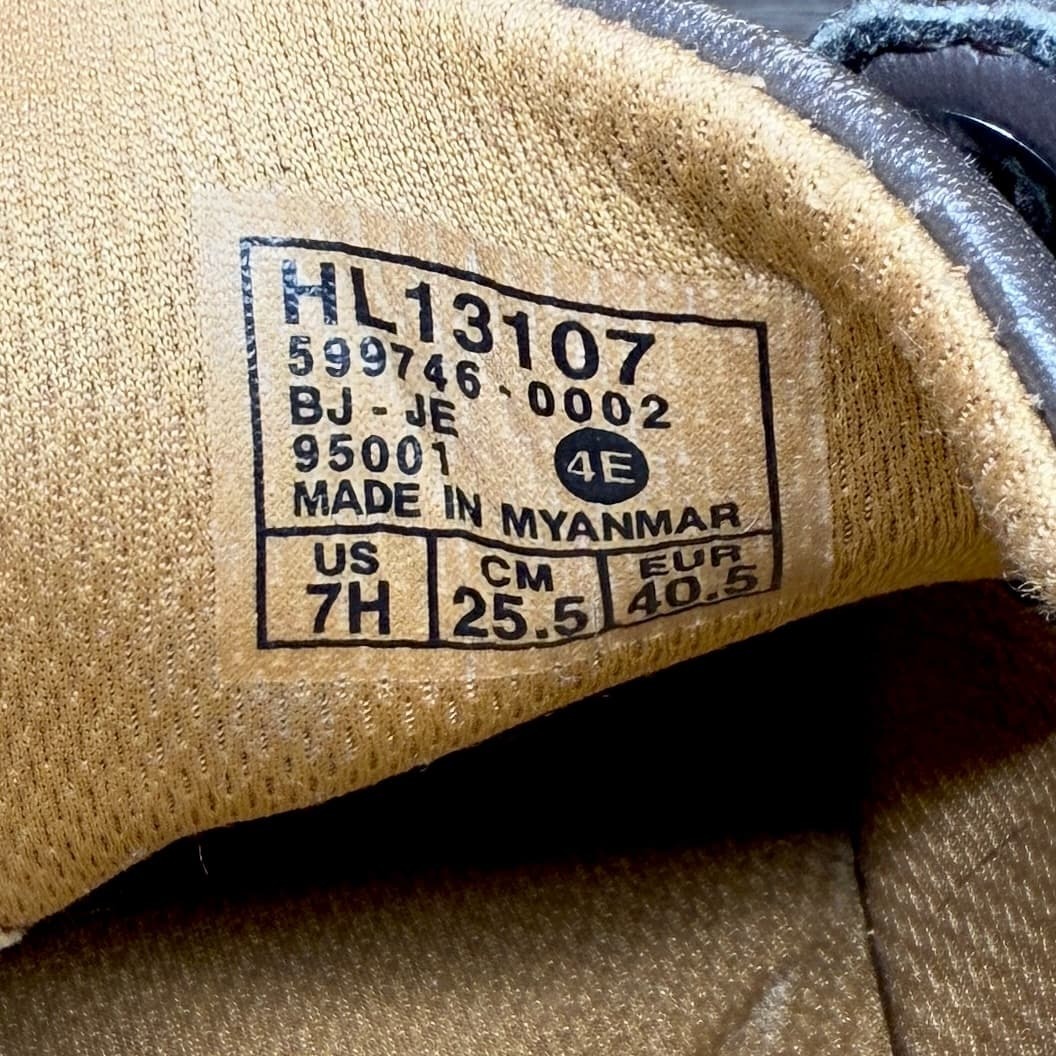 HL13107
599746-0002
BJ-JE
95001 4E
MADE IN MYANMAR
US CM EUR
7H 25.5 40.5